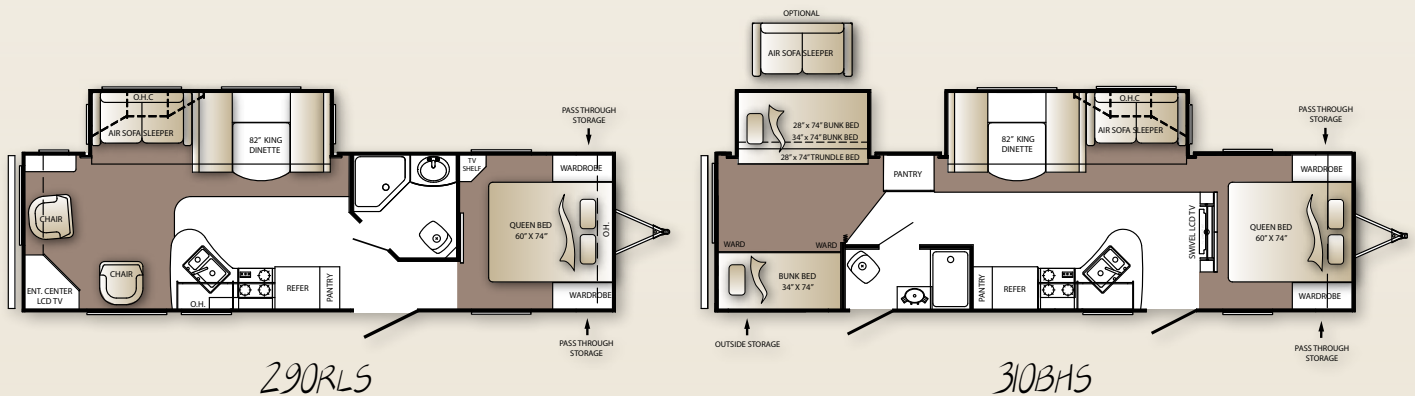 O.H.C
AIR SOFA SLEEPER
82" KING
DINETTE
PASS THROUGH
STORAGE
TV
SHELF
WARDROBE
CHAIR
QUEEN BED
60" X 74"
O.H.
CHAIR
ENT. CENTER
LCD TV
O.H.
REFER
PANTRY
WARDROBE
PASS THROUGH
STORAGE
290RLS
OPTIONAL
AIR SOFA SLEEPER
28" x 74" BUNK BED
34" x 74" BUNK BED
28" x 74" TRUNDLE BED
82" KING
DINETTE
O.H.C
AIR SOFA SLEEPER
PASS THROUGH
STORAGE
PANTRY
WARDROBE
SWIVEL LCD TV
QUEEN BED
60" X 74"
WARD
WARD
BUNK BED
34" X 74"
PANTRY
REFER
WARDROBE
OUTSIDE STORAGE
PASS THROUGH
STORAGE
310BHS